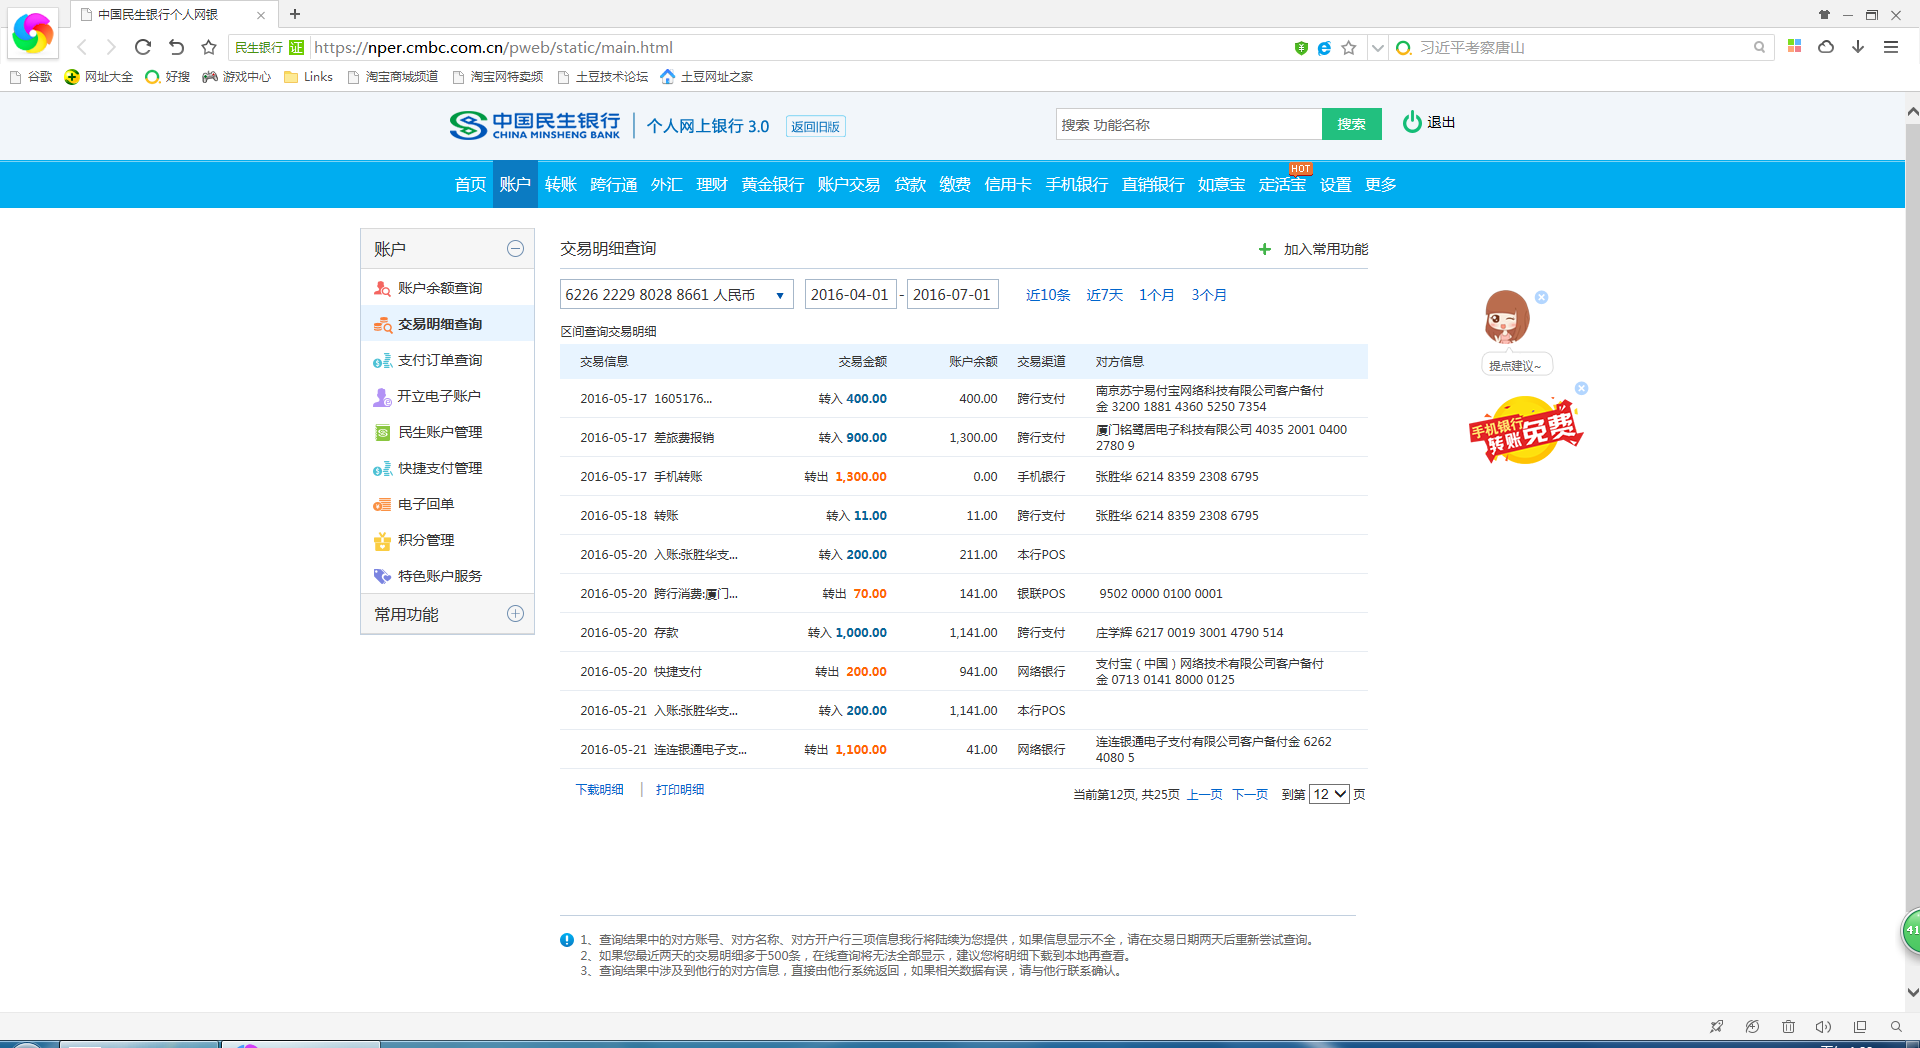 中国民生银行个人网银
民生银行 证 https://nper.cmbc.com.cn/pweb/static/main.html 习近平考察唐山
谷歌 网址大全 好搜 游戏中心 Links 淘宝商城频道 淘宝网特卖频 土豆技术论坛 土豆网址之家
中国民生银行 CHINA MINSHENG BANK 个人网上银行 3.0 返回旧版 搜索 功能名称 搜索 退出
首页 账户 转账 跨行通 外汇 理财 黄金银行 账户交易 贷款 缴费 信用卡 手机银行 直销银行 如意宝 定活宝 HOT 设置 更多
账户
账户余额查询
交易明细查询
支付订单查询
开立电子账户
民生账户管理
快捷支付管理
电子回单
积分管理
特色账户服务
常用功能
交易明细查询 加入常用功能
6226 2229 8028 8661 人民币 2016-04-01 - 2016-07-01 近10条 近7天 1个月 3个月
区间查询交易明细
交易信息 交易金额 账户余额 交易渠道 对方信息
2016-05-17 1605176... 转入 400.00 400.00 跨行支付 南京苏宁易付宝网络科技有限公司客户备付
金 3200 1881 4360 5250 7354
2016-05-17 差旅费报销 转入 900.00 1,300.00 跨行支付 厦门铭鹭居电子科技有限公司 4035 2001 0400
2780 9
2016-05-17 手机转账 转出 1,300.00 0.00 手机银行 张胜华 6214 8359 2308 6795
2016-05-18 转账 转入 11.00 11.00 跨行支付 张胜华 6214 8359 2308 6795
2016-05-20 入账:张胜华支... 转入 200.00 211.00 本行POS
2016-05-20 跨行消费:厦门... 转出 70.00 141.00 银联POS 9502 0000 0100 0001
2016-05-20 存款 转入 1,000.00 1,141.00 跨行支付 庄学辉 6217 0019 3001 4790 514
2016-05-20 快捷支付 转出 200.00 941.00 网络银行 支付宝（中国）网络技术有限公司客户备付
金 0713 0141 8000 0125
2016-05-21 入账:张胜华支... 转入 200.00 1,141.00 本行POS
2016-05-21 连连银通电子支... 转出 1,100.00 41.00 网络银行 连连银通电子支付有限公司客户备付金 6262
4080 5
下载明细 | 打印明细 当前第12页, 共25页 上一页 下一页 到第 12 页
提点建议~
手机银行
转账免费
41
1、查询结果中的对方账号、对方名称、对方开户行三项信息我行将陆续为您提供，如果信息显示不全，请在交易日期两天后重新尝试查询。
2、如果您最近两天的交易明细多于500条，在线查询将无法全部显示，建议您将明细下载到本地再查看。
3、查询结果中涉及到他行的对方信息，直接由他行系统返回，如果相关数据有误，请与他行联系确认。